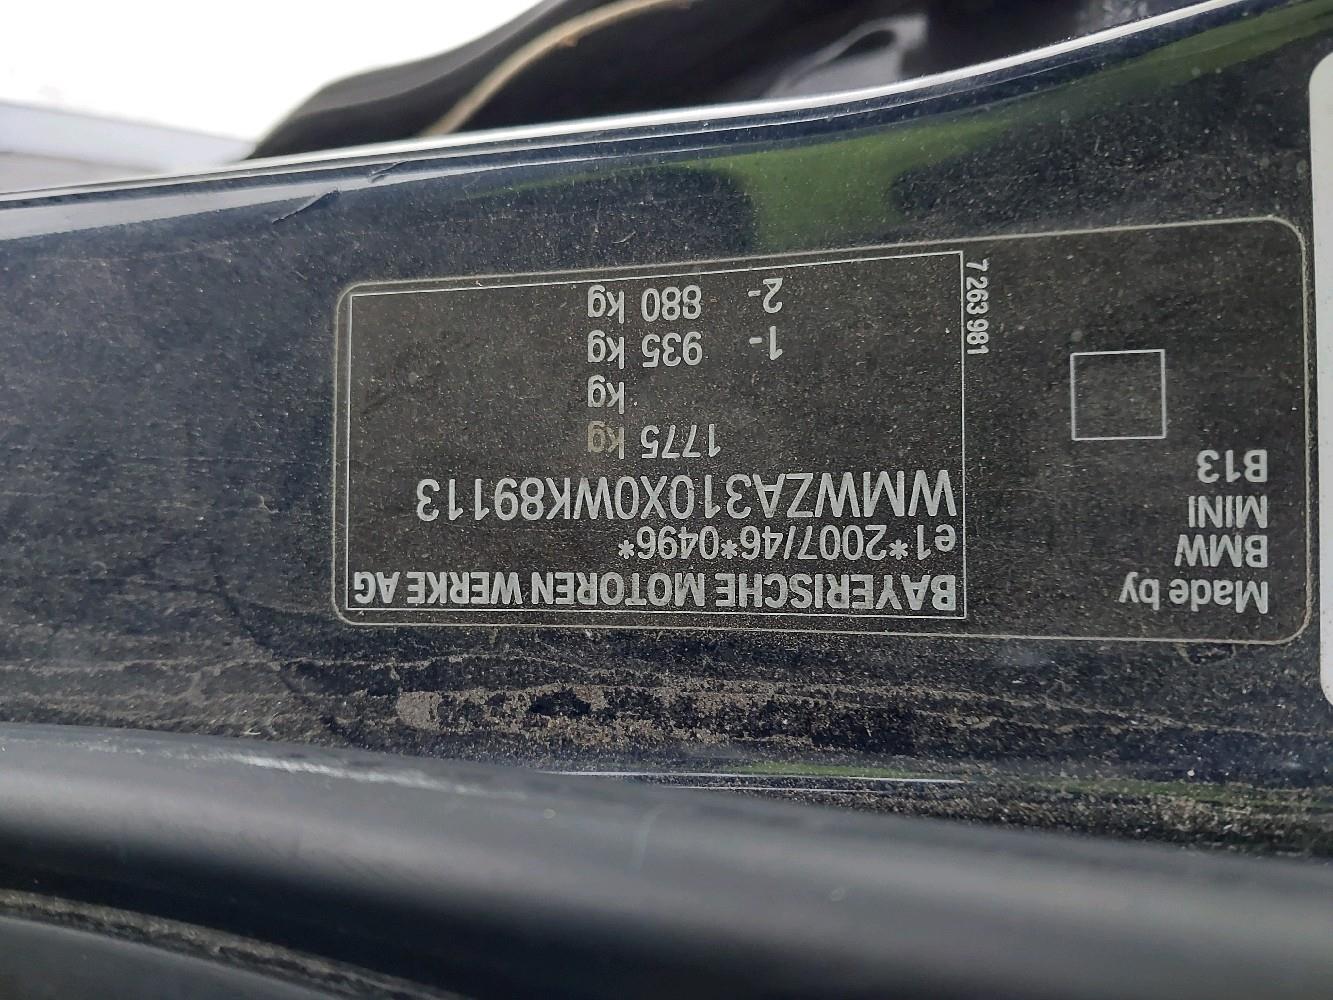 BAYERISCHE MOTOREN WERKE AG
e1*2007/46*0496*
WMWZA310X0WK89113
1775 kg
kg
1- 935 kg
2- 880 kg
7 263 981
Made by
BMW
MINI
B13